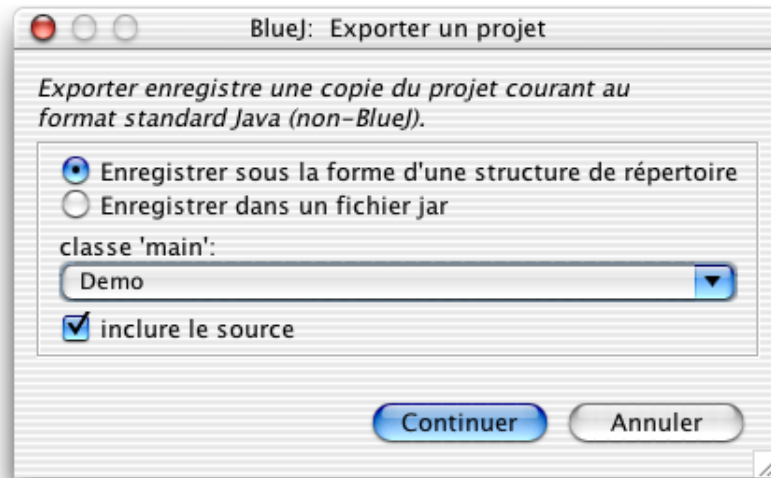 BlueJ: Exporter un projet
Exporter enregistre une copie du projet courant au
format standard Java (non-BlueJ).
Enregistrer sous la forme d'une structure de répertoire
Enregistrer dans un fichier jar
classe 'main':
Demo
inclure le source
Continuer Annuler